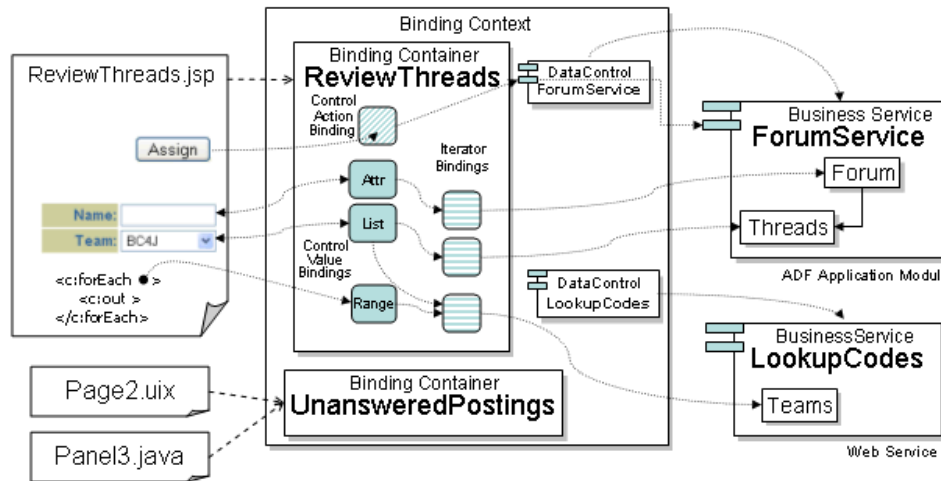 Binding Context
ReviewThreads.jsp
Assign
Name:
Team: BC4J
<c:forEach >
<c:out >
</c:forEach>
Page2.uix
Panel3.java
Binding Container
ReviewThreads
Control
Action
Binding
Iterator
Bindings
Attr
List
Control
Value
Bindings
Range
Binding Container
UnansweredPostings
DataControl
ForumService
DataControl
LookupCodes
Business Service
ForumService
Forum
Threads
ADF Application Modul
BusinessService
LookupCodes
Teams
Web Service